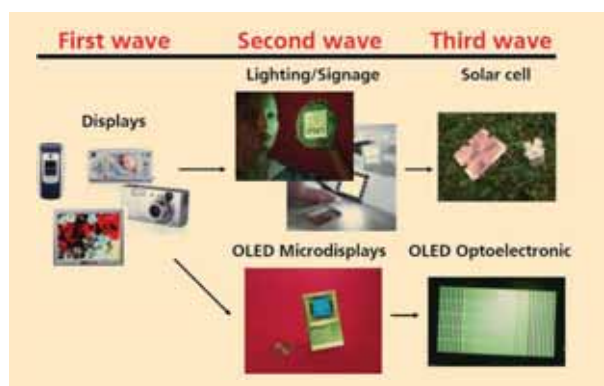 First wave Second wave Third wave
Lighting/Signage Solar cell
Displays
OLED Microdisplays OLED Optoelectronic